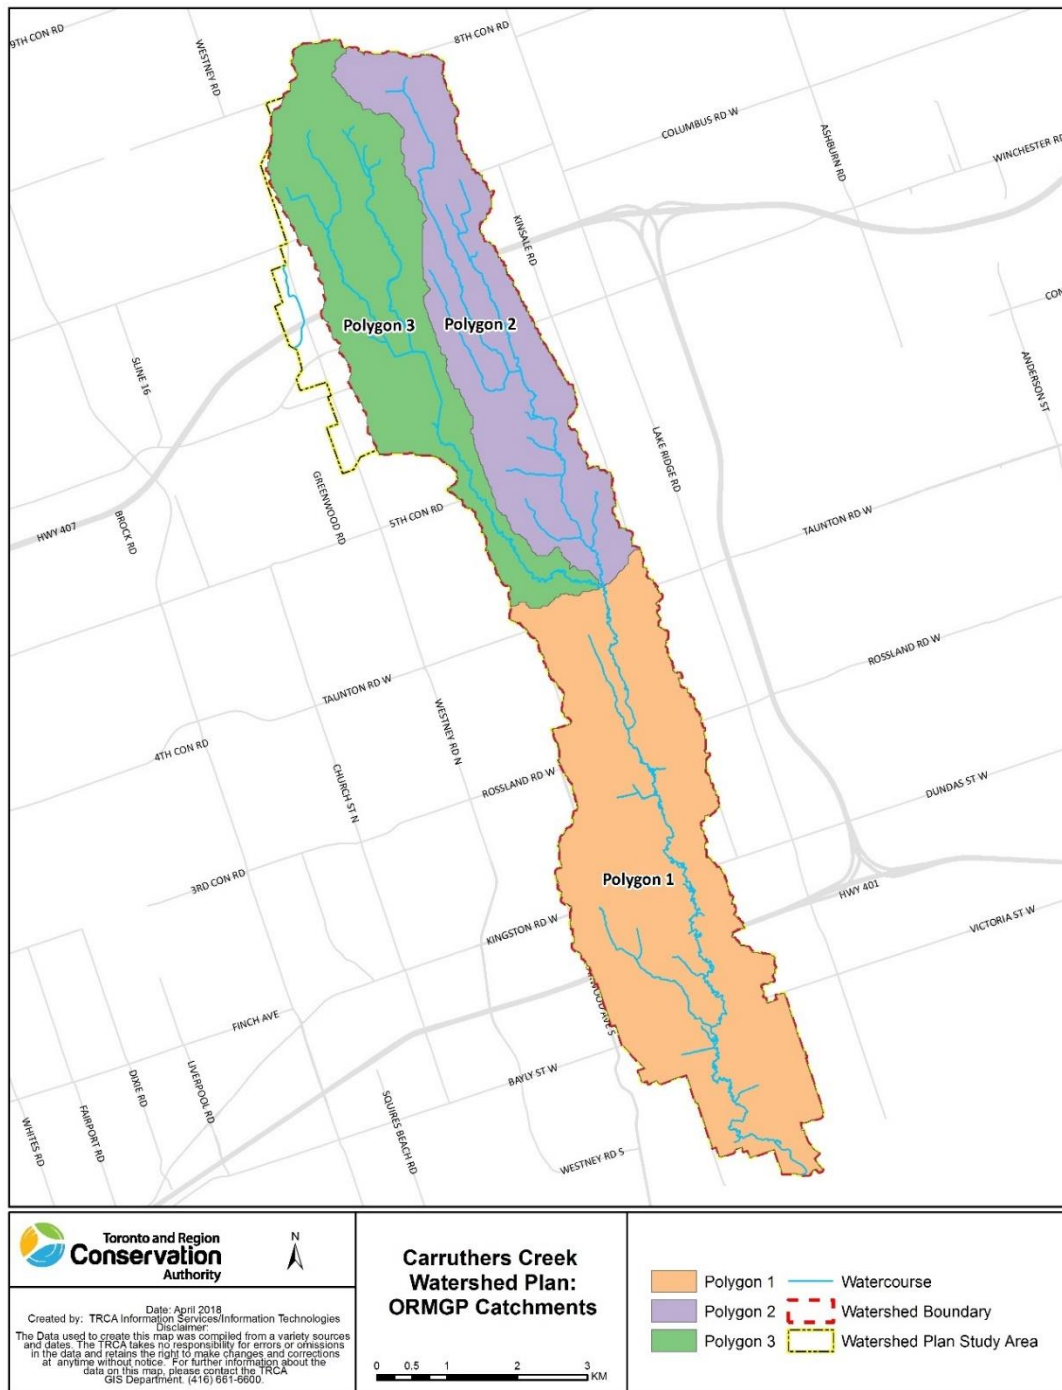 9TH CON RD
WESTNEY RD
8TH CON RD
COLUMBUS RD W
ASHBURN RD
WINCHESTER RD
KINSALE RD
CON
Polygon 3
Polygon 2
SLINE 16
ANDERSON ST
LAKE RIDGE RD
GREENWOOD RD
5TH CON RD
TAUNTON RD W
HWY 407
BROCK RD
ROSSLAND RD W
TAUNTON RD W
WESTNEY RD N
4TH CON RD
CHURCH ST N
ROSSLAND RD W
DUNDAS ST W
3RD CON RD
Polygon 1
HWY 401
KINGSTON RD W
VICTORIA ST W
WOOD AVE S
FINCH AVE
BAYLY ST W
DIXIE RD
LIVERPOOL RD
SQUIRES BEACH RD
FAIRPORT RD
WHITES RD
WESTNEY RD S
Toronto and Region
Conservation
Authority
N
Date: April 2018
Created by: TRCA Information Services/Information Technologies
Disclaimer:
The Data used to create this map was compiled from a variety sources
and dates. The TRCA takes no responsibility for errors or omissions
in the data and retains the right to make changes and corrections
at anytime without notice. For further information about the
data on this map, please contact the TRCA
GIS Department. (416) 661-6600.
Carruthers Creek
Watershed Plan:
ORMGP Catchments
0 0.5 1 2 3
KM
Polygon 1
Watercourse
Polygon 2
Watershed Boundary
Polygon 3
Watershed Plan Study Area